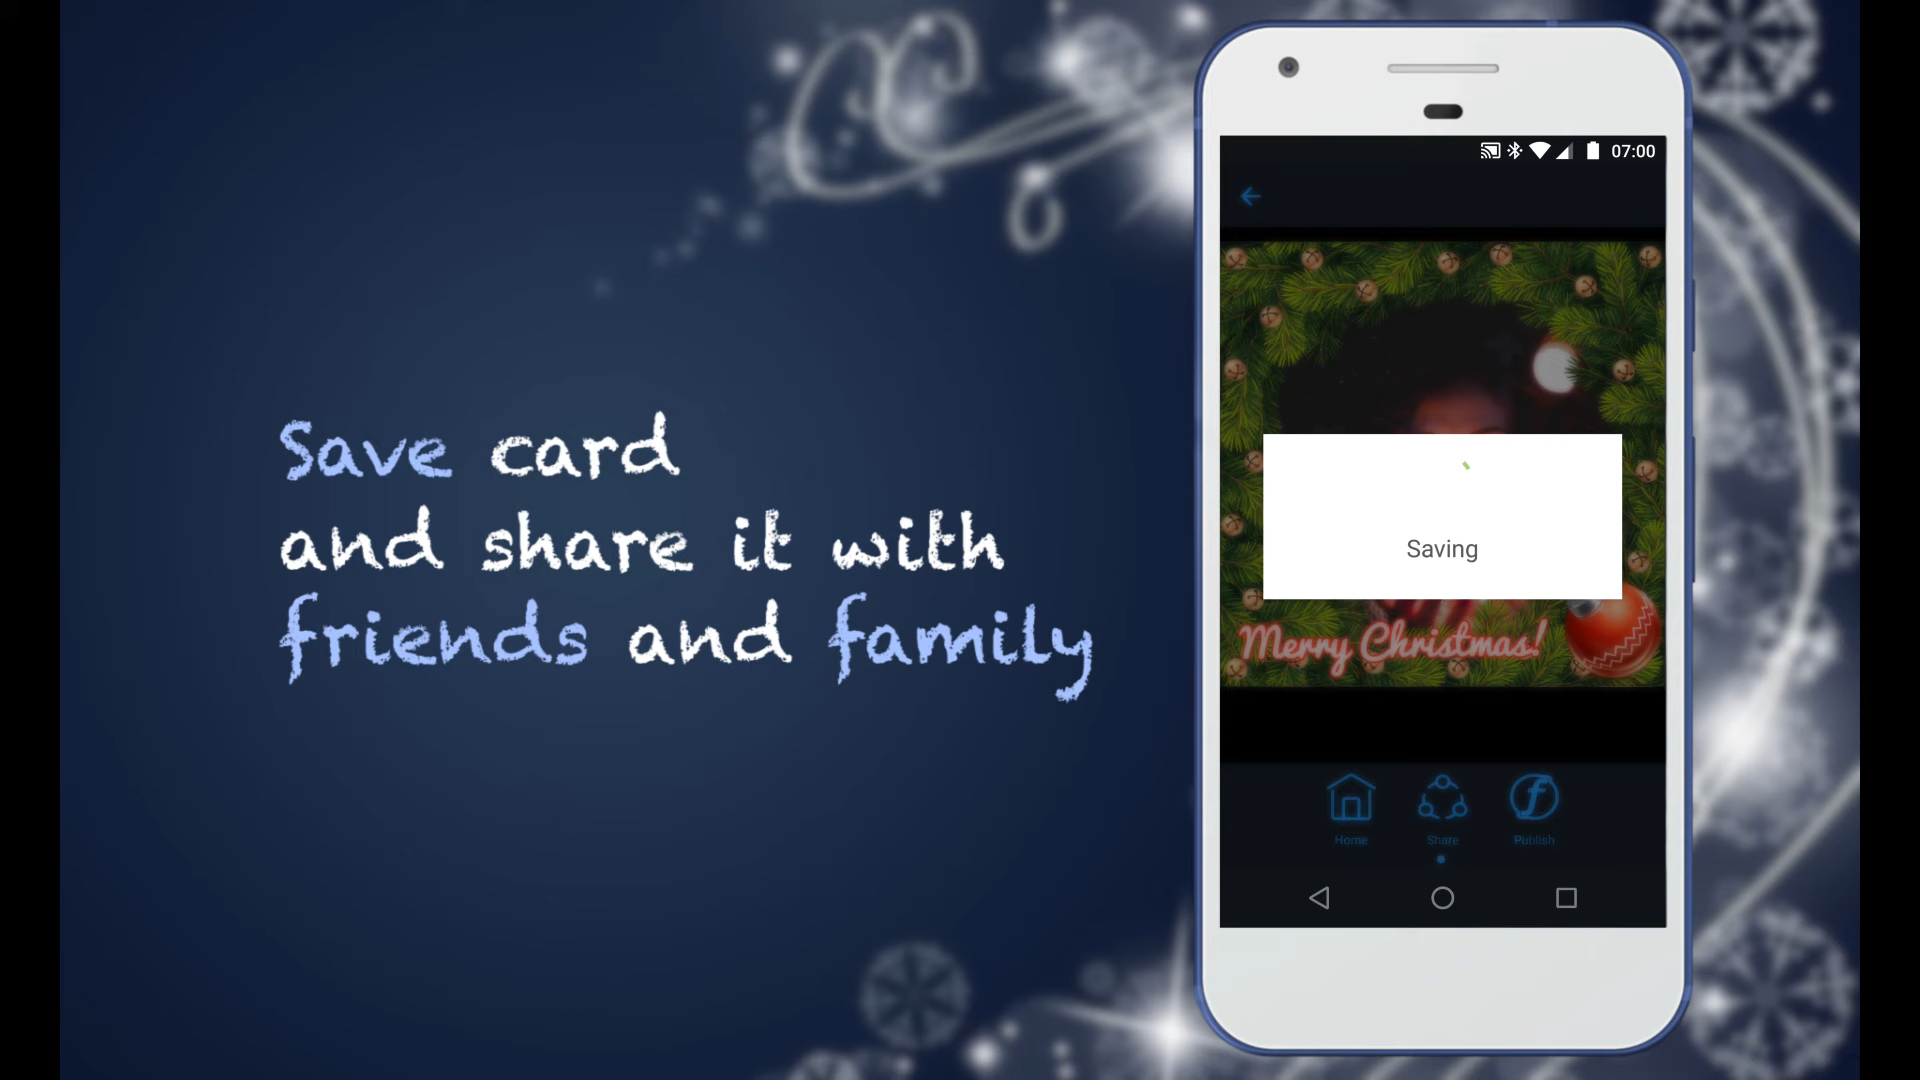 Save card
and share it with
friends and family
07:00
Saving
Merry Christmas!
Home
Share
Publish